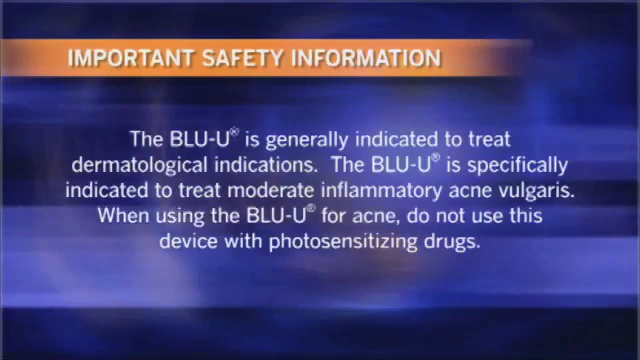 IMPORTANT SAFETY INFORMATION
The BLU-U® is generally indicated to treat
dermatological indications.  The BLU-U® is specifically
indicated to treat moderate inflammatory acne vulgaris.
When using the BLU-U® for acne, do not use this
device with photosensitizing drugs.